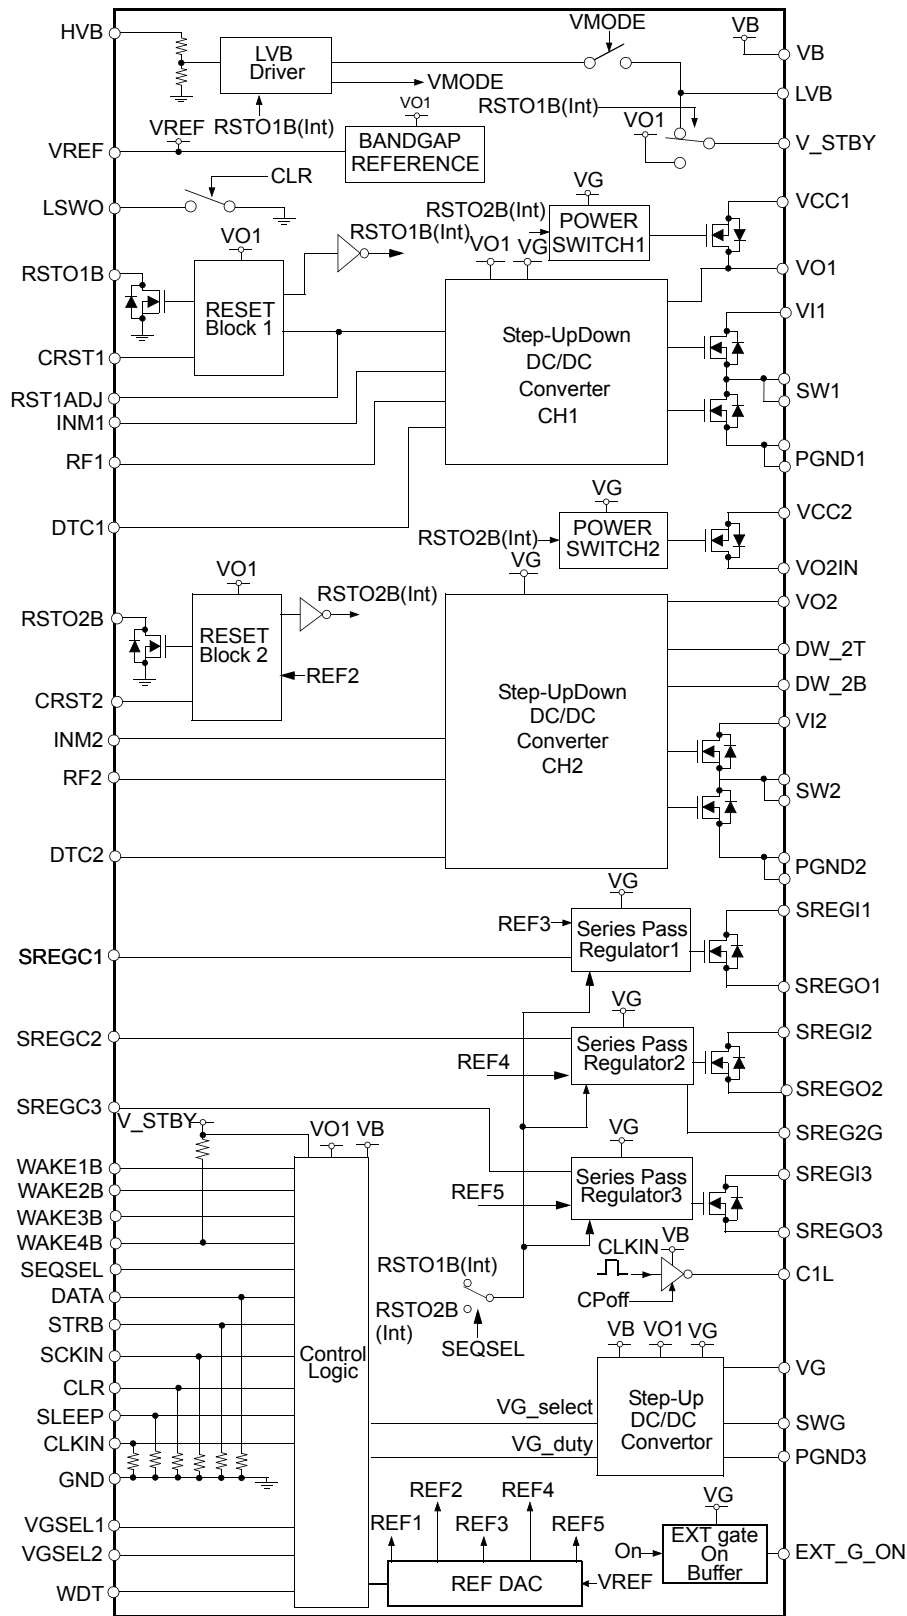 HVB
VMODE
VB
VB
LVB
Driver
VMODE
LVB
RSTO1B(Int)
VO1
RSTO1B(Int)
VO1
V_STBY
VREF
VREF
BANDGAP
REFERENCE
CLR
LSWO
VG
VCC1
RSTO2B(Int)
POWER
SWITCH1
RSTO1B(Int)
VO1
VO1
VG
VO1
RSTO1B
RESET
Block 1
VI1
Step-UpDown
DC/DC
Converter
CH1
CRST1
RST1ADJ
INM1
SW1
RF1
PGND1
VG
VCC2
DTC1
RSTO2B(Int)
POWER
SWITCH2
VO1
VG
VO2IN
RSTO2B(Int)
VO2
RSTO2B
RESET
Block 2
REF2
DW_2T
DW_2B
CRST2
Step-UpDown
DC/DC
Converter
CH2
VI2
INM2
RF2
SW2
DTC2
PGND2
VG
SREGI1
REF3
Series Pass
Regulator1
SREGC1
SREGO1
VG
SREGI2
SREGC2
Series Pass
Regulator2
REF4
SREGO2
SREGC3
V_STBY
VO1
VB
VG
SREG2G
WAKE1B
Series Pass
Regulator3
SREGI3
WAKE2B
REF5
WAKE3B
SREGO3
WAKE4B
CLKIN
VB
RSTO1B(Int)
SEQSEL
C1L
DATA
CPoff
RSTO2B
(Int)
STRB
SEQSEL
VB
VO1
VG
SCKIN
Control
Logic
VG
CLR
VG_select
Step-Up
DC/DC
Convertor
SLEEP
SWG
CLKIN
VG_duty
PGND3
GND
REF2
REF4
VG
VGSEL1
REF1
REF3
REF5
EXT gate
On
Buffer
VGSEL2
On
EXT_G_ON
WDT
REF DAC
VREF